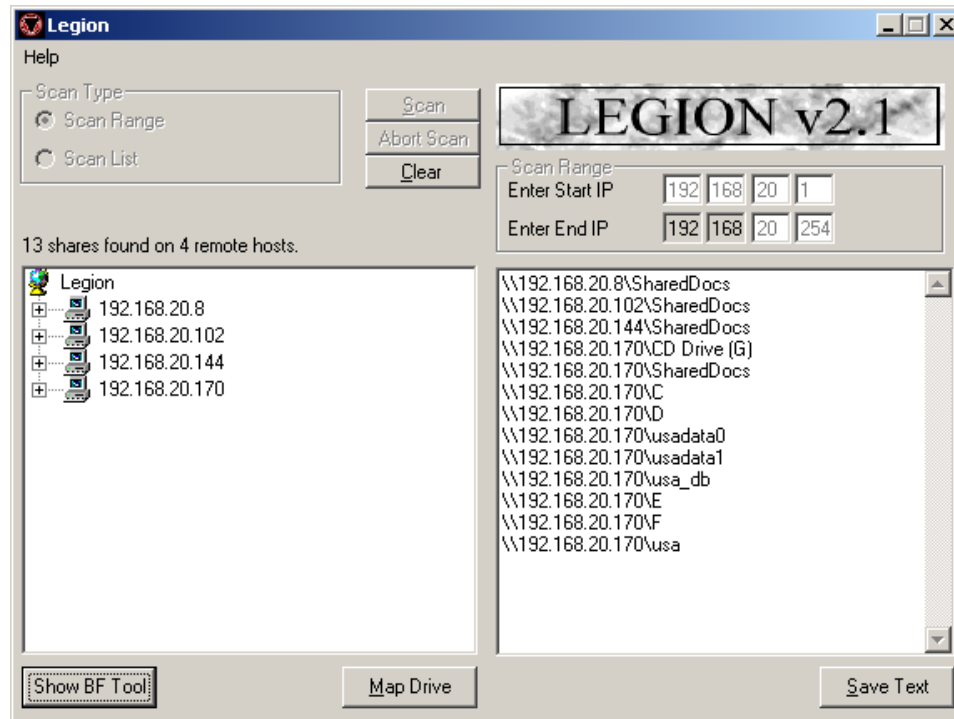 Legion
Help
Scan Type
Scan Range
Scan List
Scan
Abort Scan
Clear
LEGION v2.1
Scan Range
Enter Start IP 192 168 20 1
Enter End IP 192 168 20 254
13 shares found on 4 remote hosts.
Legion
192.168.20.8
192.168.20.102
192.168.20.144
192.168.20.170
\\192.168.20.8\SharedDocs
\\192.168.20.102\SharedDocs
\\192.168.20.144\SharedDocs
\\192.168.20.170\CD Drive (G)
\\192.168.20.170\SharedDocs
\\192.168.20.170\C
\\192.168.20.170\D
\\192.168.20.170\usadata0
\\192.168.20.170\usadata1
\\192.168.20.170\usa_db
\\192.168.20.170\E
\\192.168.20.170\F
\\192.168.20.170\usa
Show BF Tool
Map Drive
Save Text